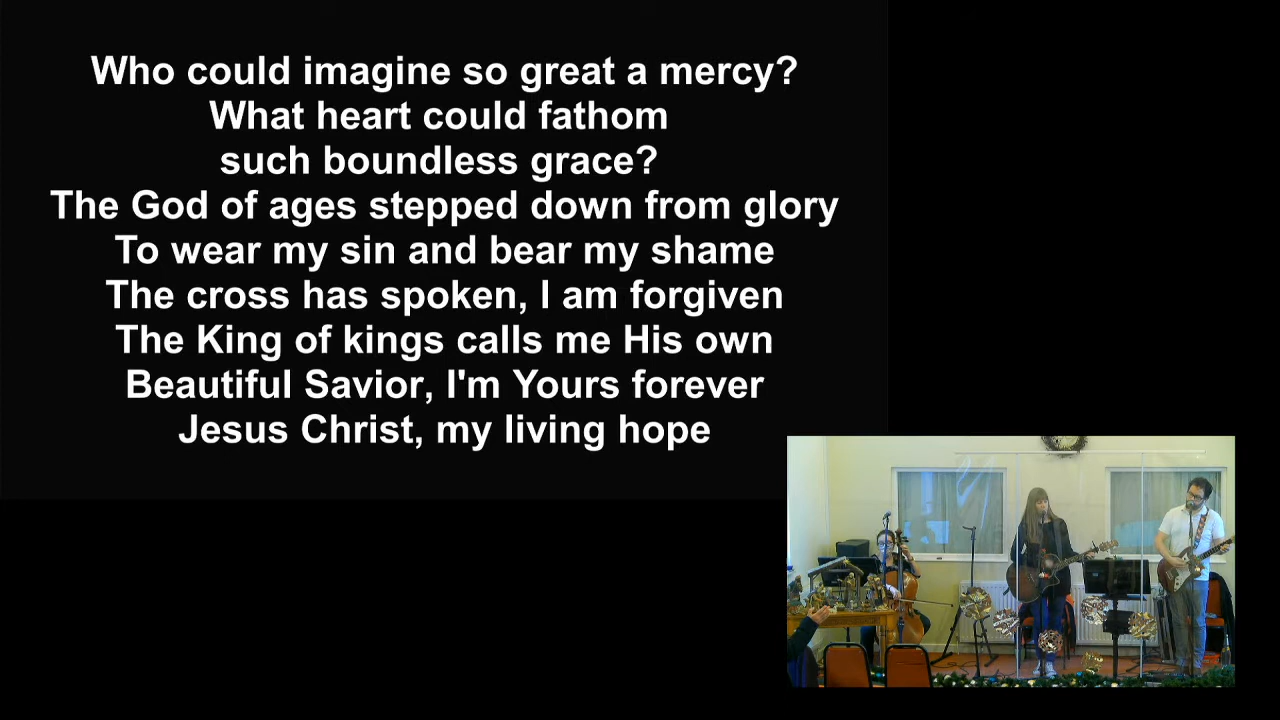 Who could imagine so great a mercy?
What heart could fathom
such boundless grace?
The God of ages stepped down from glory
To wear my sin and bear my shame
The cross has spoken, I am forgiven
The King of kings calls me His own
Beautiful Savior, I'm Yours forever
Jesus Christ, my living hope